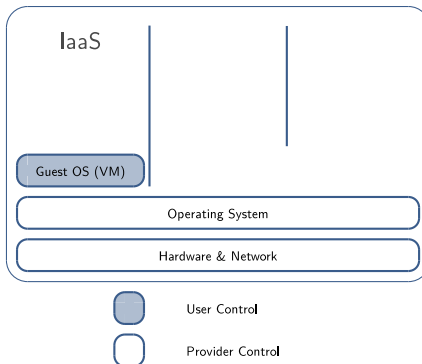 IaaS
Guest OS (VM)
Operating System
Hardware & Network
User Control
Provider Control